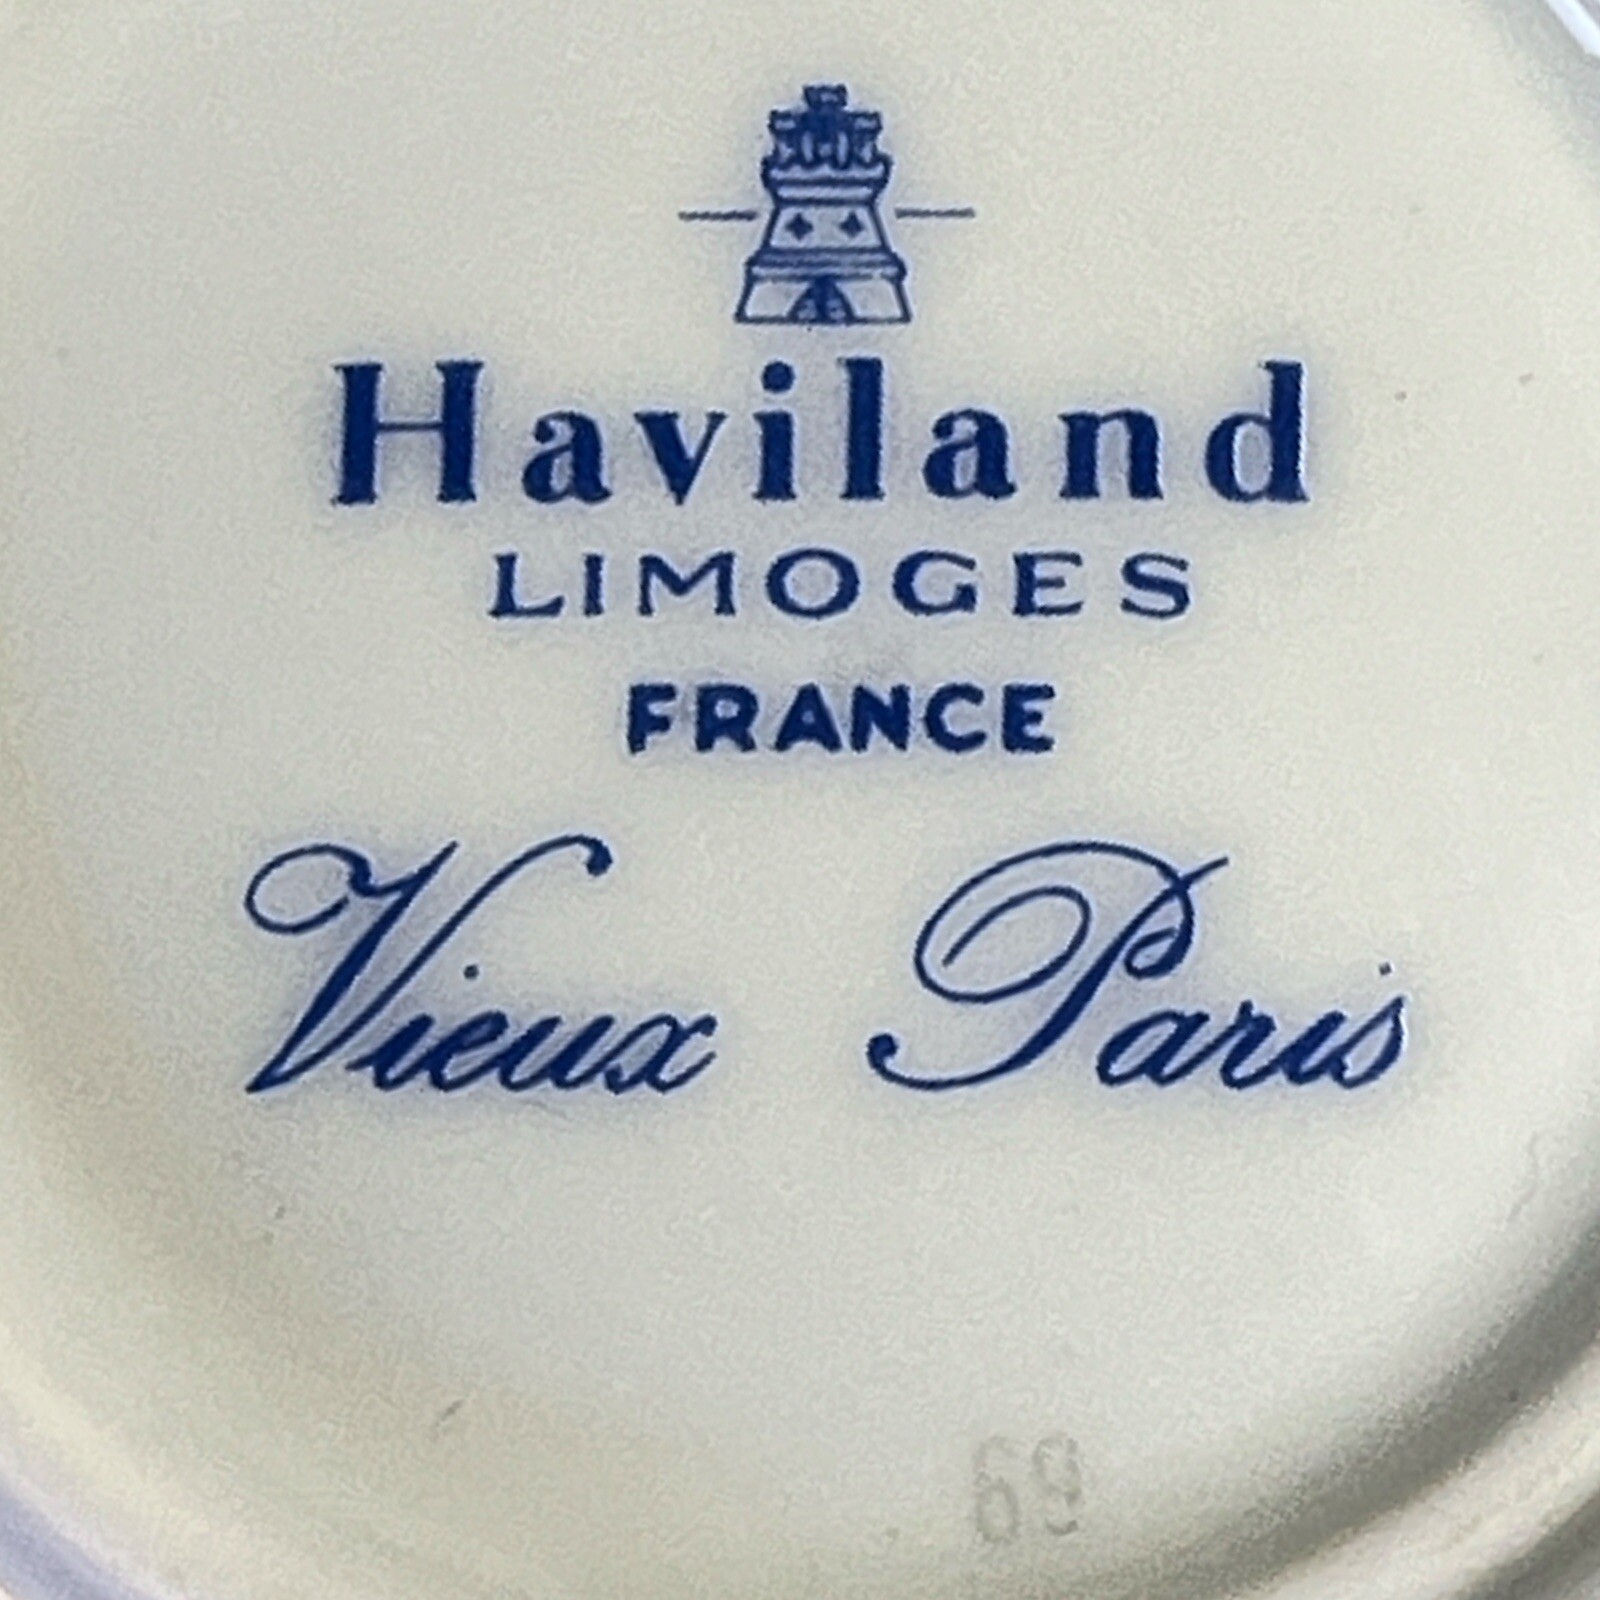 Haviland
LIMOGES
FRANCE
Vieux Paris
69